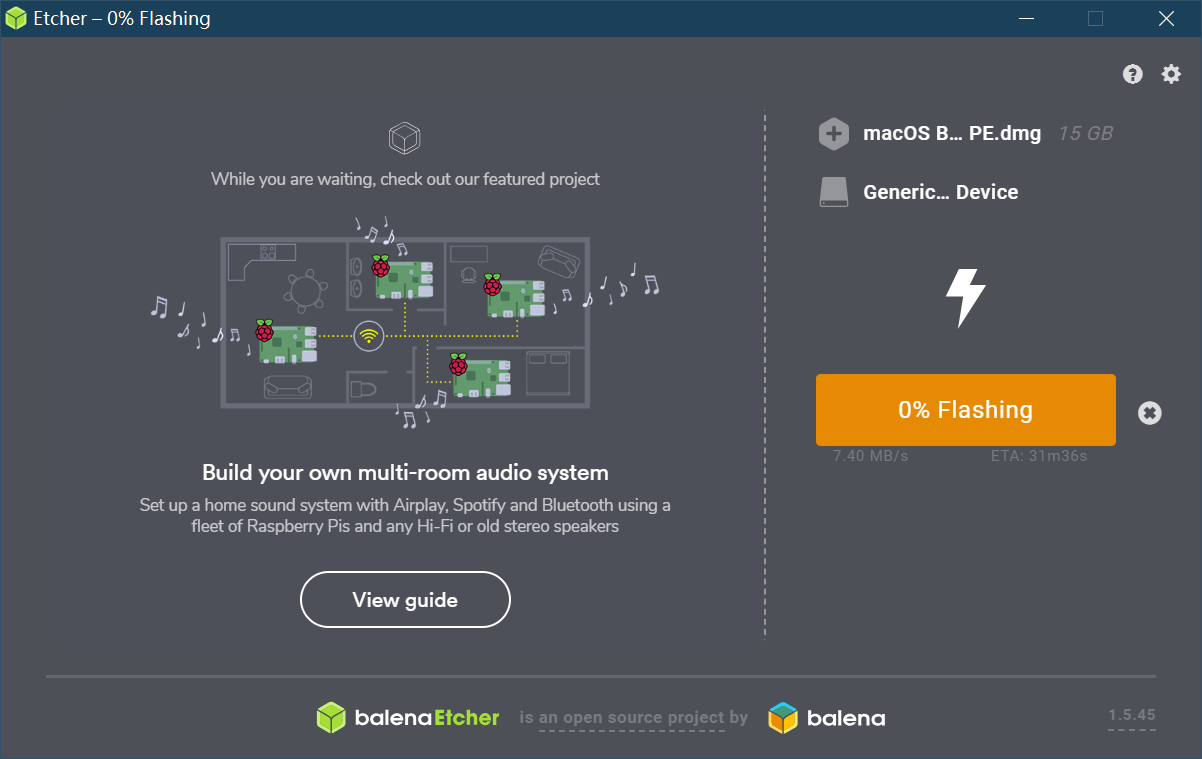 Etcher – 0% Flashing
While you are waiting, check out our featured project
Build your own multi-room audio system
Set up a home sound system with Airplay, Spotify and Bluetooth using a
fleet of Raspberry Pis and any Hi-Fi or old stereo speakers
View guide
macOS B... PE.dmg 15 GB
Generic... Device
0% Flashing
7.40 MB/s ETA: 31m36s
balenaEtcher is an open source project by balena 1.5.45